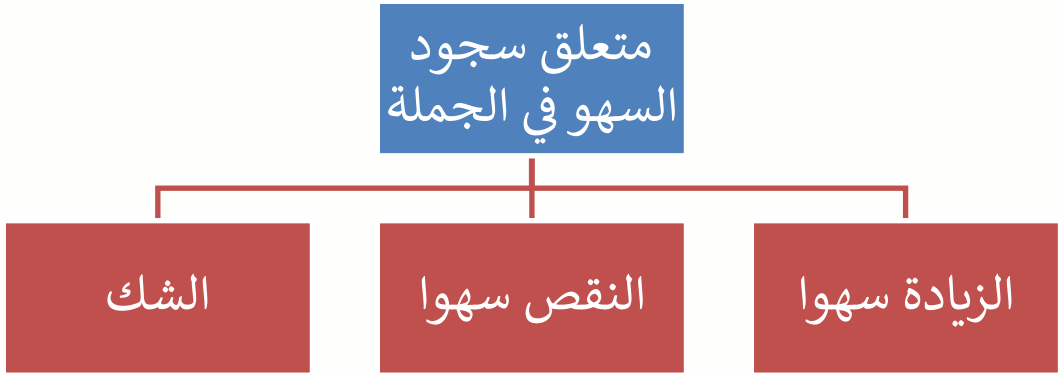 متعلق سجود
السهو في الجملة
الزيادة سهوا
النقص سهوا
الشك